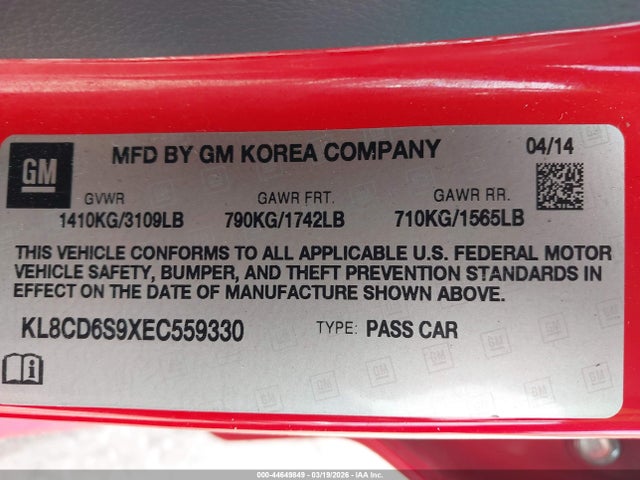 GM
MFD BY GM KOREA COMPANY 04/14
GVWR GAWR FRT. GAWR RR.
1410KG/3109LB 790KG/1742LB 710KG/1565LB
THIS VEHICLE CONFORMS TO ALL APPLICABLE U.S. FEDERAL MOTOR
VEHICLE SAFETY, BUMPER, AND THEFT PREVENTION STANDARDS IN
EFFECT ON THE DATE OF MANUFACTURE SHOWN ABOVE.
KL8CD6S9XEC559330 TYPE: PASS CAR
000-44649849 - 03/19/2026 - IAA Inc.